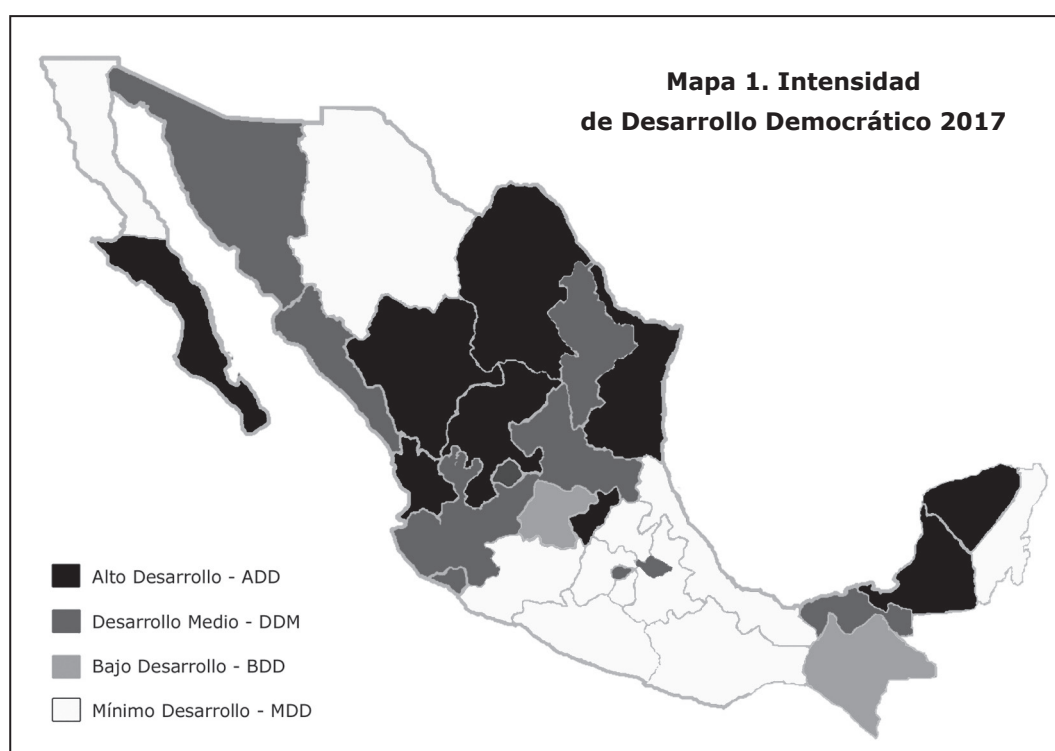 Mapa 1. Intensidad
de Desarrollo Democrático 2017
Alto Desarrollo - ADD
Desarrollo Medio - DDM
Bajo Desarrollo - BDD
Mínimo Desarrollo - MDD